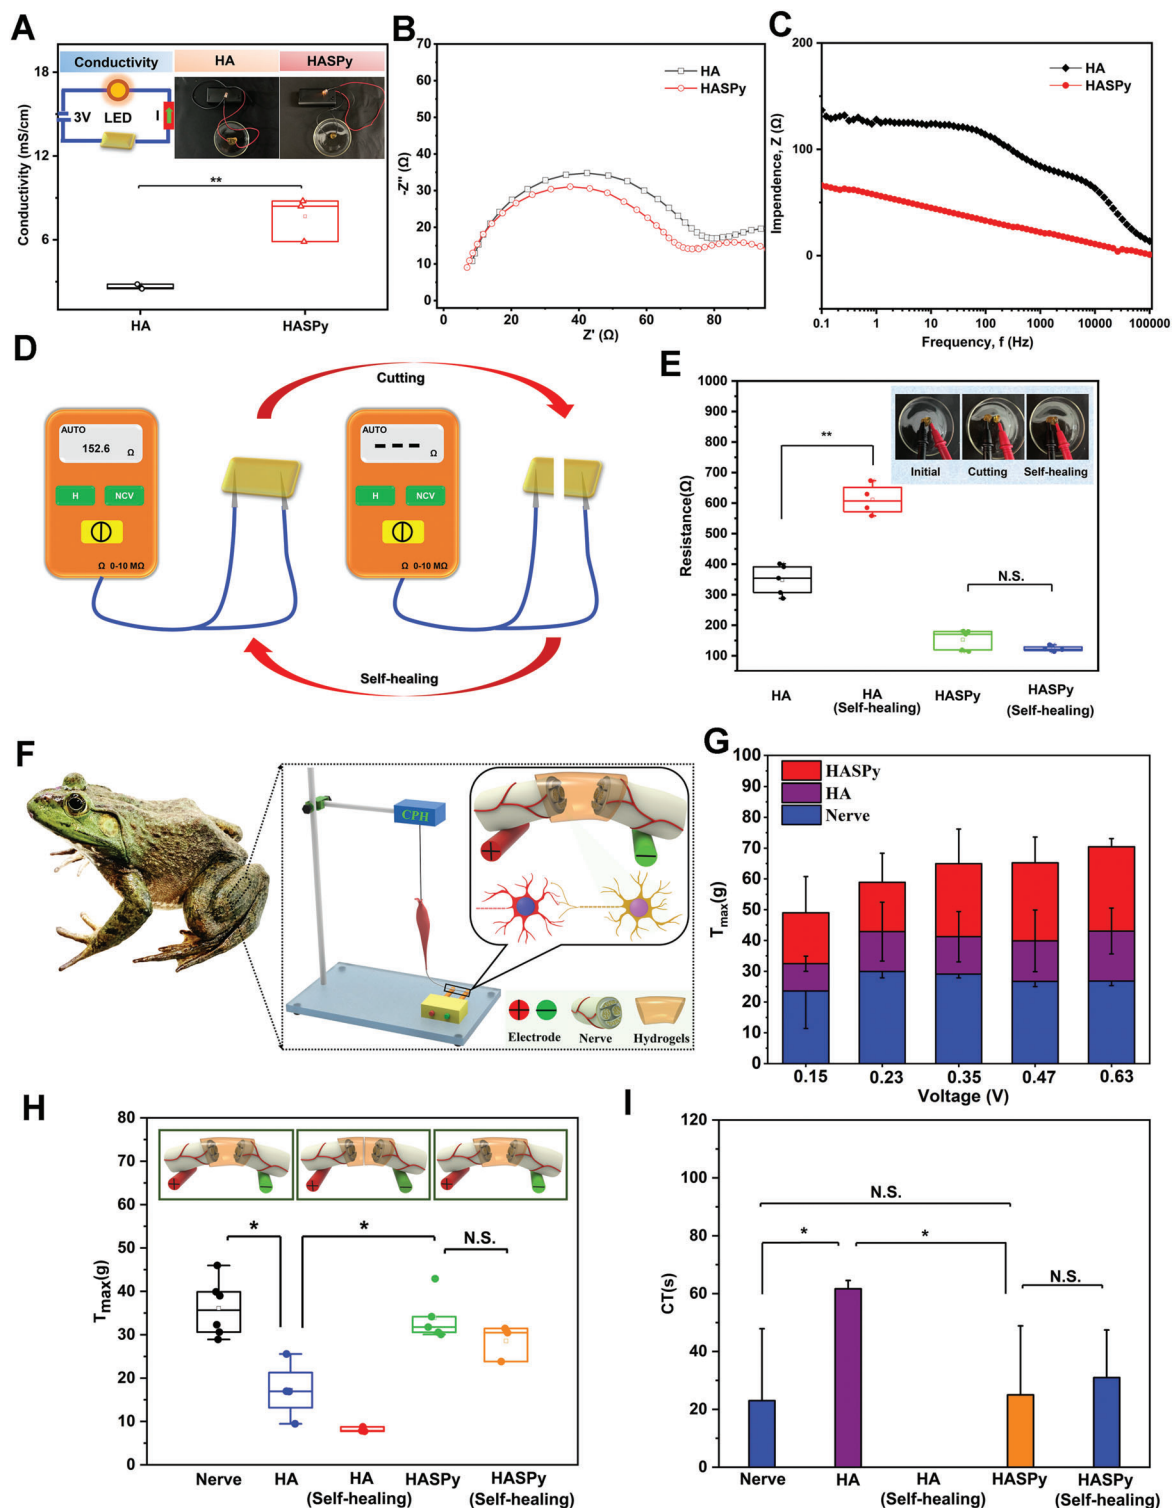 A
Conductivity
HA
HASPy
3V
LED
I
**
Conductivity (mS/cm)
18
15
12
9
6
HA
HASPy
B
HA
HASPy
-Z'' (Ω)
70
60
50
40
30
20
10
0
0
20
40
60
80
Z' (Ω)
C
HA
HASPy
Impendence, Z (Ω)
200
100
0
0.1
1
10
100
1000
10000
100000
Frequency, f (Hz)
D
Cutting
AUTO
152.6
Ω
H
NCV
Ω 0-10 MΩ
AUTO
Ω
H
NCV
Ω 0-10 MΩ
Self-healing
E
Resistance(Ω)
1000
900
800
700
600
500
400
300
200
100
**
Initial
Cutting
Self-healing
N.S.
HA
HA
(Self-healing)
HASPy
HASPy
(Self-healing)
F
CPH
Electrode
Nerve
Hydrogels
G
HASPy
HA
Nerve
Tmax(g)
100
90
80
70
60
50
40
30
20
10
0
0.15
0.23
0.35
0.47
0.63
Voltage (V)
H
Tmax(g)
80
70
60
50
40
30
20
10
0
*
*
N.S.
Nerve
HA
HA
(Self-healing)
HASPy
HASPy
(Self-healing)
I
CT(s)
120
100
80
60
40
20
0
N.S.
*
*
N.S.
Nerve
HA
HA
(Self-healing)
HASPy
HASPy
(Self-healing)